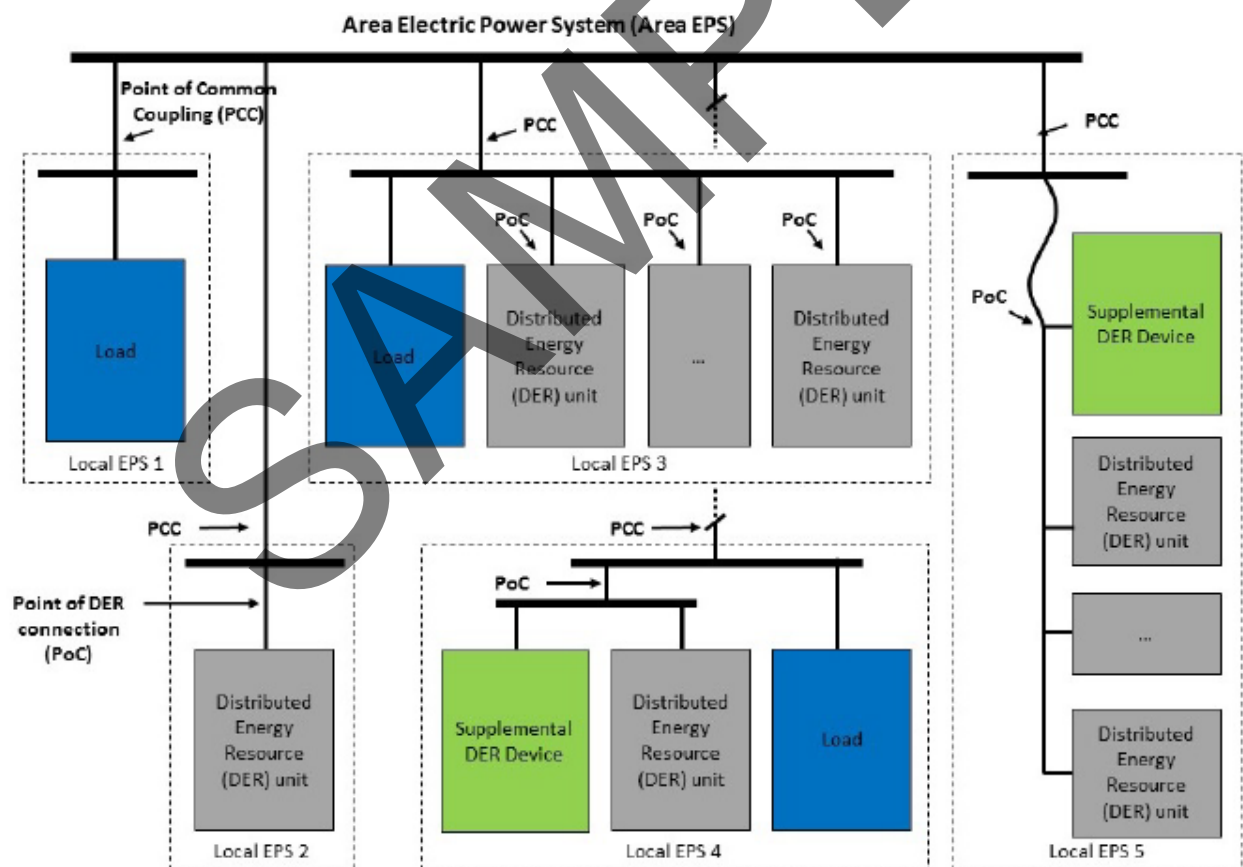 Area Electric Power System (Area EPS)
Point of Common
Coupling (PCC)
PCC
PCC
PoC
PoC
PoC
Load
Local EPS 1
Load
Distributed
Energy
Resource
(DER) unit
...
Distributed
Energy
Resource
(DER) unit
Local EPS 3
PoC
Supplemental
DER Device
Distributed
Energy
Resource
(DER) unit
...
Distributed
Energy
Resource
(DER) unit
Local EPS 5
PCC
Point of DER
connection
(PoC)
Distributed
Energy
Resource
(DER) unit
Local EPS 2
PCC
PoC
Supplemental
DER Device
Distributed
Energy
Resource
(DER) unit
Load
Local EPS 4